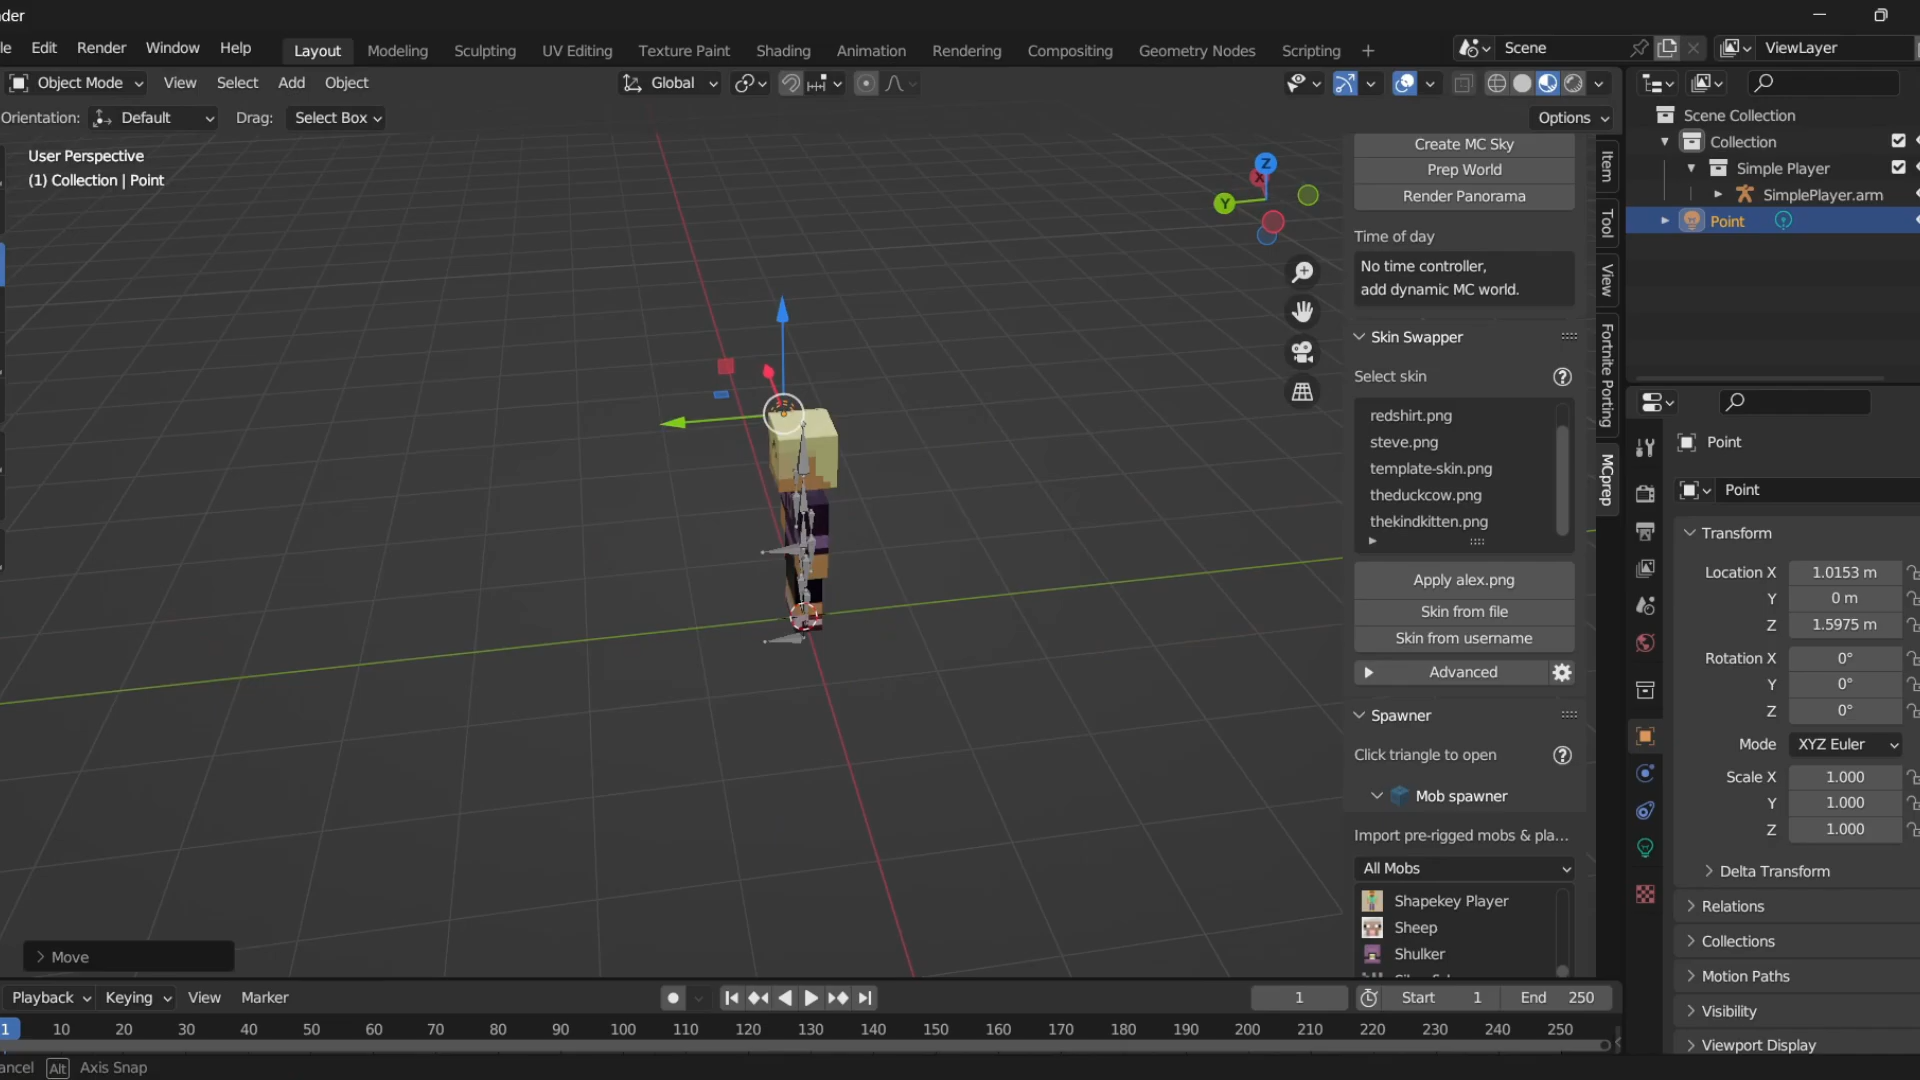 der
le Edit Render Window Help Layout Modeling Sculpting UV Editing Texture Paint Shading Animation Rendering Compositing Geometry Nodes Scripting + Scene ViewLayer
Object Mode View Select Add Object Global
Orientation: Default Drag: Select Box Options
User Perspective
(1) Collection | Point
Z
X
Y
Create MC Sky
Prep World
Render Panorama
Time of day
No time controller,
add dynamic MC world.
Skin Swapper
Select skin
redshirt.png
steve.png
template-skin.png
theduckcow.png
thekindkitten.png
Apply alex.png
Skin from file
Skin from username
Advanced
Spawner
Click triangle to open
Mob spawner
Import pre-rigged mobs & pla...
All Mobs
Shapekey Player
Sheep
Shulker
Item
Tool
View
Fortnite Porting
MCprep
Scene Collection
Collection
Simple Player
SimplePlayer.arm
Point
Point
Point
Transform
Location X 1.0153 m
Y 0 m
Z 1.5975 m
Rotation X 0°
Y 0°
Z 0°
Mode XYZ Euler
Scale X 1.000
Y 1.000
Z 1.000
Delta Transform
Relations
Collections
Motion Paths
Visibility
Viewport Display
Move
Playback Keying View Marker 1 Start 1 End 250
1 10 20 30 40 50 60 70 80 90 100 110 120 130 140 150 160 170 180 190 200 210 220 230 240 250
ancel Alt Axis Snap